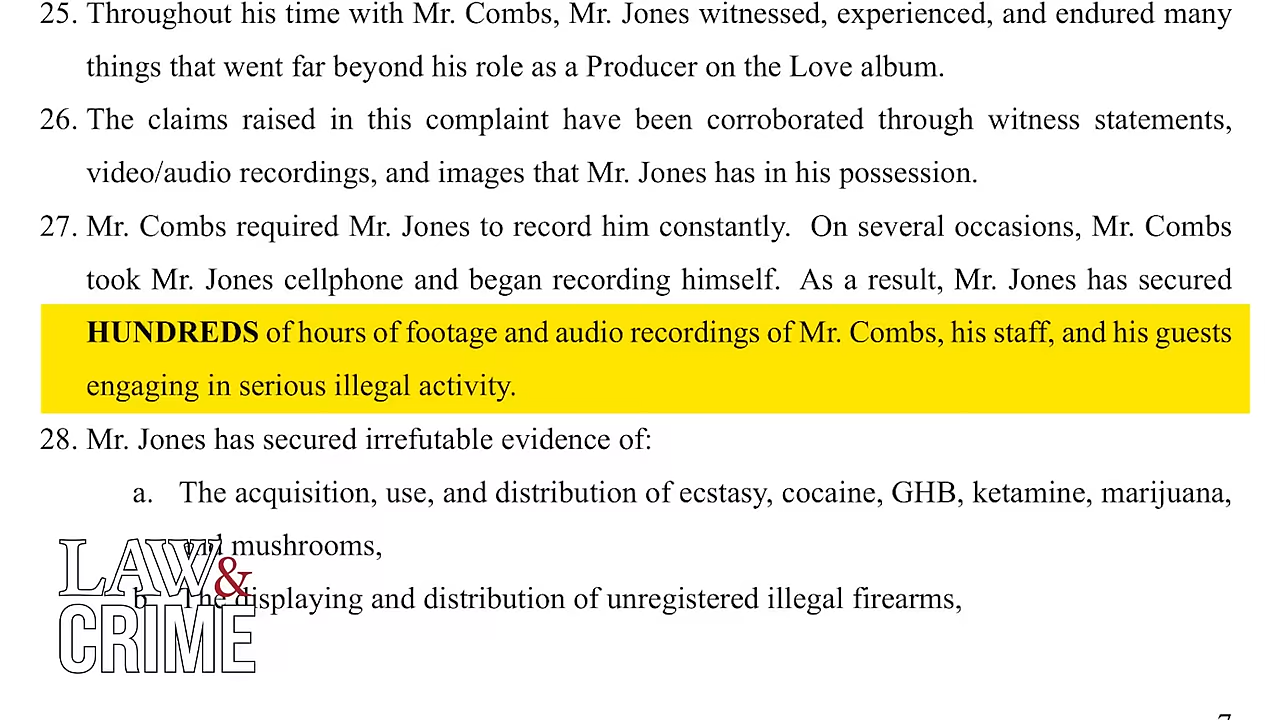 25. Throughout his time with Mr. Combs, Mr. Jones witnessed, experienced, and endured many
things that went far beyond his role as a Producer on the Love album.
26. The claims raised in this complaint have been corroborated through witness statements,
video/audio recordings, and images that Mr. Jones has in his possession.
27. Mr. Combs required Mr. Jones to record him constantly. On several occasions, Mr. Combs
took Mr. Jones cellphone and began recording himself. As a result, Mr. Jones has secured
HUNDREDS of hours of footage and audio recordings of Mr. Combs, his staff, and his guests
engaging in serious illegal activity.
28. Mr. Jones has secured irrefutable evidence of:
a. The acquisition, use, and distribution of ecstasy, cocaine, GHB, ketamine, marijuana,
and mushrooms,
b. The displaying and distribution of unregistered illegal firearms,
LAW&
CRIME